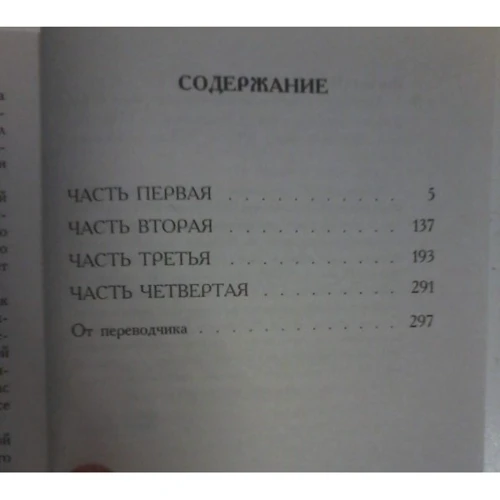 СОДЕРЖАНИЕ
ЧАСТЬ ПЕРВАЯ . . . . . . . . . . . . 5
ЧАСТЬ ВТОРАЯ . . . . . . . . . . . . 137
ЧАСТЬ ТРЕТЬЯ . . . . . . . . . . . . 193
ЧАСТЬ ЧЕТВЕРТАЯ . . . . . . . . . . 291
От переводчика . . . . . . . . . . . . . 297